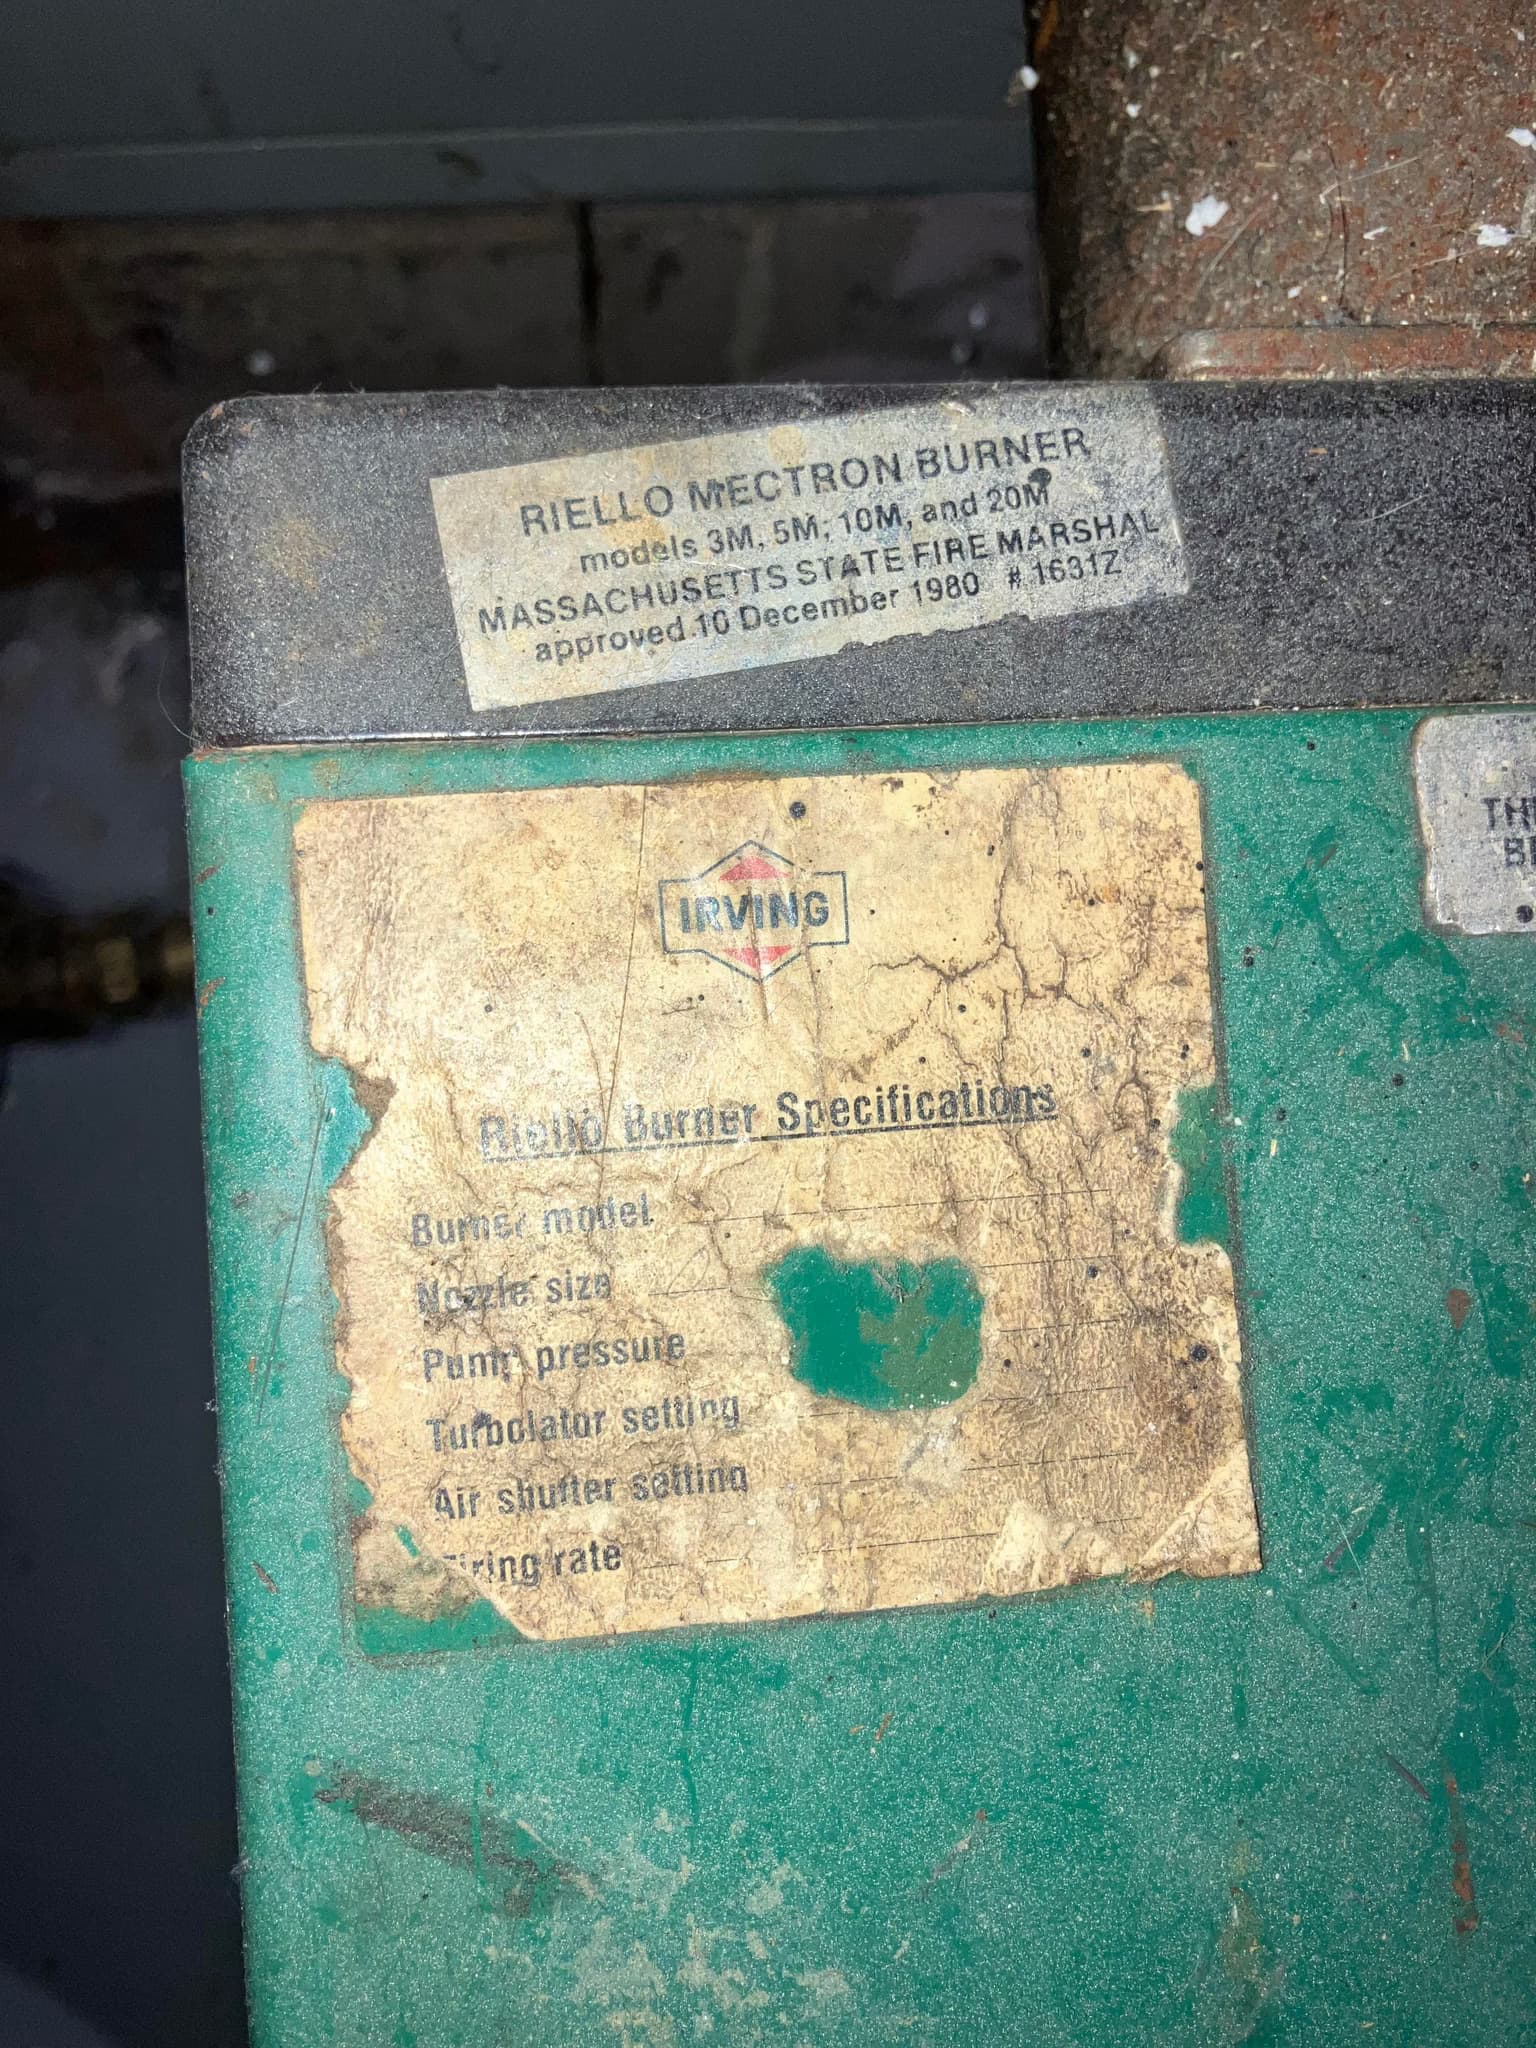 RIELLO MECTRON BURNER
models 3M, 5M, 10M, and 20M
MASSACHUSETTS STATE FIRE MARSHAL
approved 10 December 1980 # 1631Z
IRVING
Riello Burner Specifications
Burner model
Nozzle size
Pump pressure
Turbolator setting
Air shutter setting
Firing rate